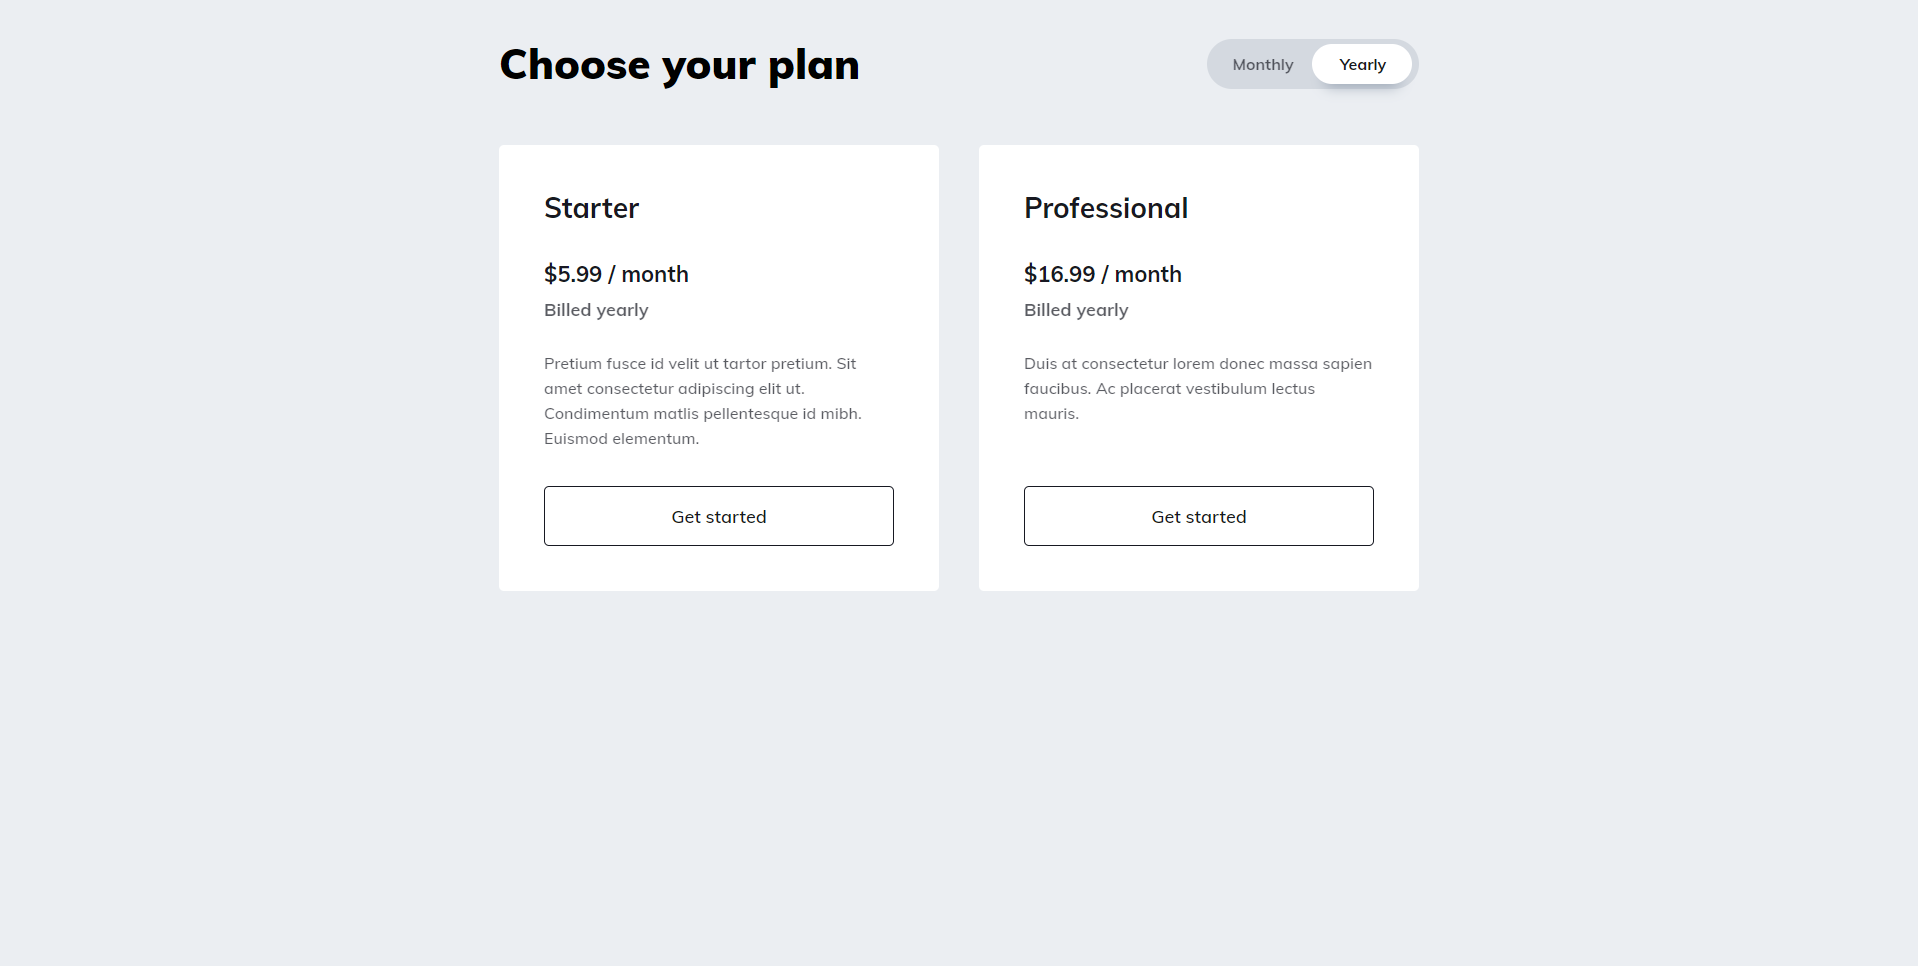 Choose your plan
Monthly
Yearly
Starter
$5.99 / month
Billed yearly
Pretium fusce id velit ut tartor pretium. Sit
amet consectetur adipiscing elit ut.
Condimentum matlis pellentesque id mibh.
Euismod elementum.
Get started
Professional
$16.99 / month
Billed yearly
Duis at consectetur lorem donec massa sapien
faucibus. Ac placerat vestibulum lectus
mauris.
Get started